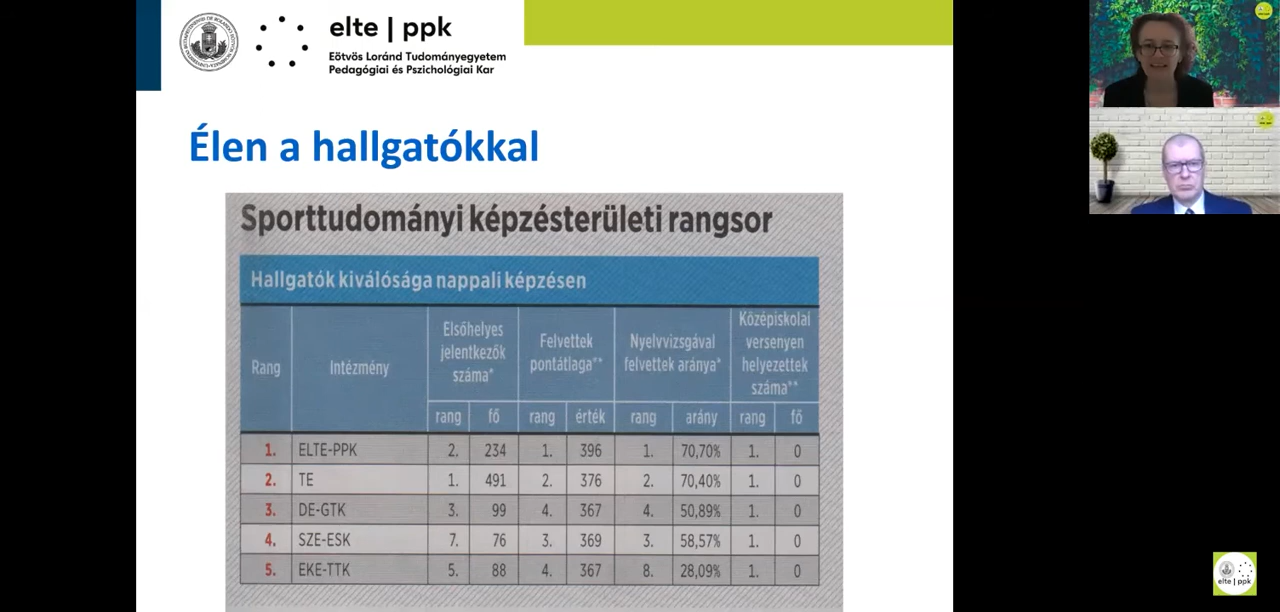 elte | ppk
Eötvös Loránd Tudományegyetem
Pedagógiai és Pszichológiai Kar
Élen a hallgatókkal
Sporttudományi képzésterületi rangsor
Hallgatók kiválósága nappali képzésen
Rang Intézmény Elsőhelyes jelentkezők száma* Felvettek pontátlaga** Nyelvvizsgával felvettek aránya* Középiskolai versenyen helyezettek száma**
rang fő rang érték rang arány rang fő
1. ELTE-PPK 2. 234 1. 396 1. 70,70% 1. 0
2. TE 1. 491 2. 376 2. 70,40% 1. 0
3. DE-GTK 3. 99 4. 367 4. 50,89% 1. 0
4. SZE-ESK 7. 76 3. 369 3. 58,57% 1. 0
5. EKE-TTK 5. 88 4. 367 8. 28,09% 1. 0
elte | ppk